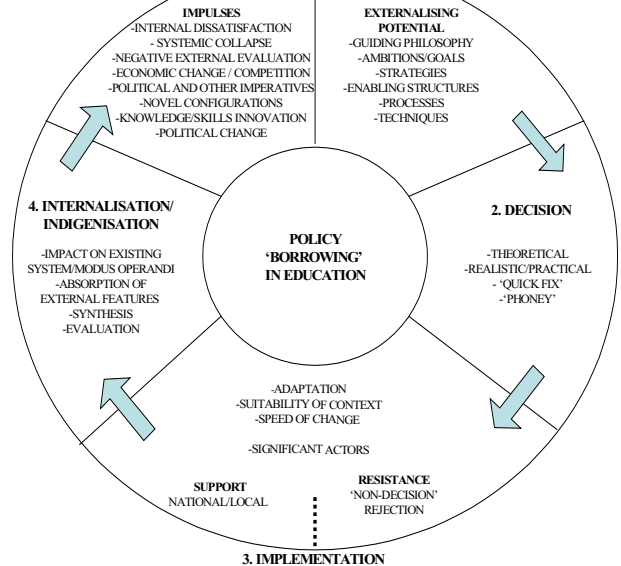 IMPULSES
-INTERNAL DISSATISFACTION
- SYSTEMIC COLLAPSE
-NEGATIVE EXTERNAL EVALUATION
-ECONOMIC CHANGE / COMPETITION
-POLITICAL AND OTHER IMPERATIVES
-NOVEL CONFIGURATIONS
-KNOWLEDGE/SKILLS INNOVATION
-POLITICAL CHANGE
EXTERNALISING
POTENTIAL
-GUIDING PHILOSOPHY
-AMBITIONS/GOALS
-STRATEGIES
-ENABLING STRUCTURES
-PROCESSES
-TECHNIQUES
2. DECISION
-THEORETICAL
-REALISTIC/PRACTICAL
- ‘QUICK FIX’
-‘PHONEY’
POLICY
‘BORROWING’
IN EDUCATION
-ADAPTATION
-SUITABILITY OF CONTEXT
-SPEED OF CHANGE
-SIGNIFICANT ACTORS
SUPPORT
NATIONAL/LOCAL
RESISTANCE
‘NON-DECISION’
REJECTION
3. IMPLEMENTATION
4. INTERNALISATION/
INDIGENISATION
-IMPACT ON EXISTING
SYSTEM/MODUS OPERANDI
-ABSORPTION OF
EXTERNAL FEATURES
-SYNTHESIS
-EVALUATION